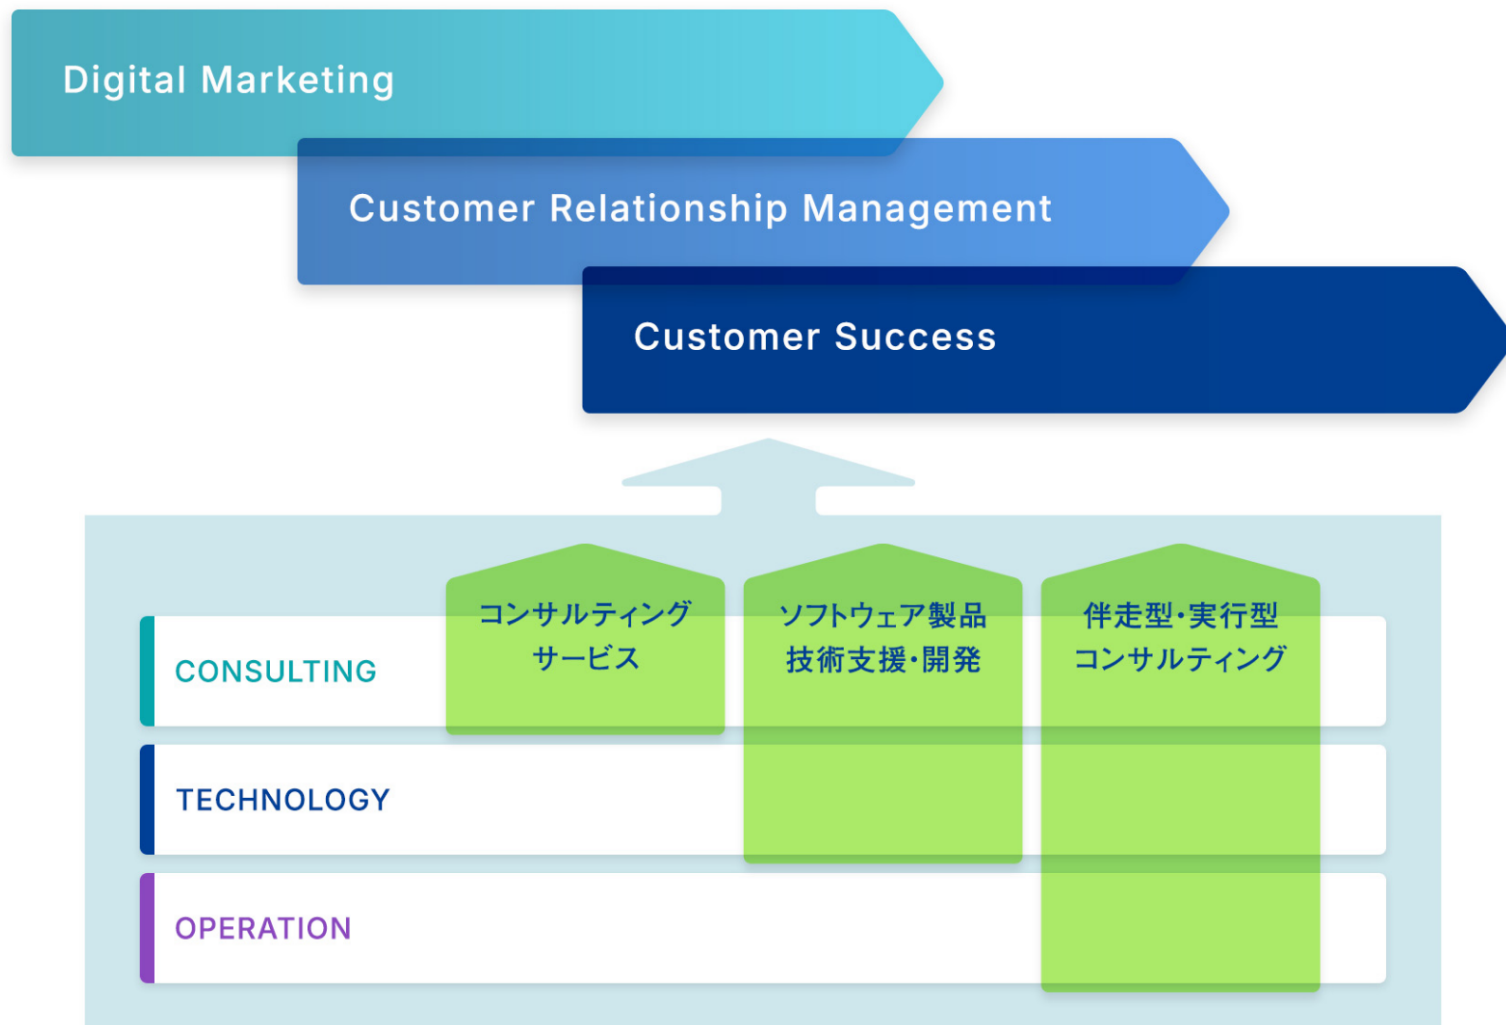 Digital Marketing
Customer Relationship Management
Customer Success
コンサルティング
サービス
ソフトウェア製品
技術支援・開発
伴走型・実行型
コンサルティング
CONSULTING
TECHNOLOGY
OPERATION